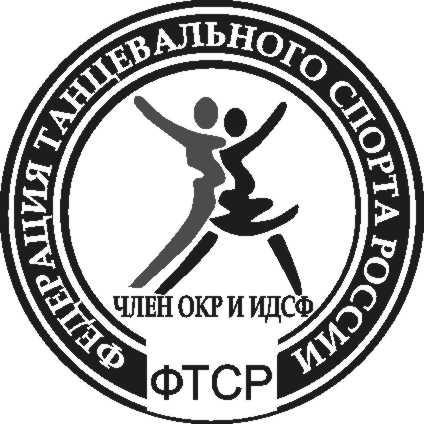 ФЕДЕРАЦИЯ ТАНЦЕВАЛЬНОГО СПОРТА РОССИИ
ЧЛЕН ОКР И ИДСФ
ФТСР